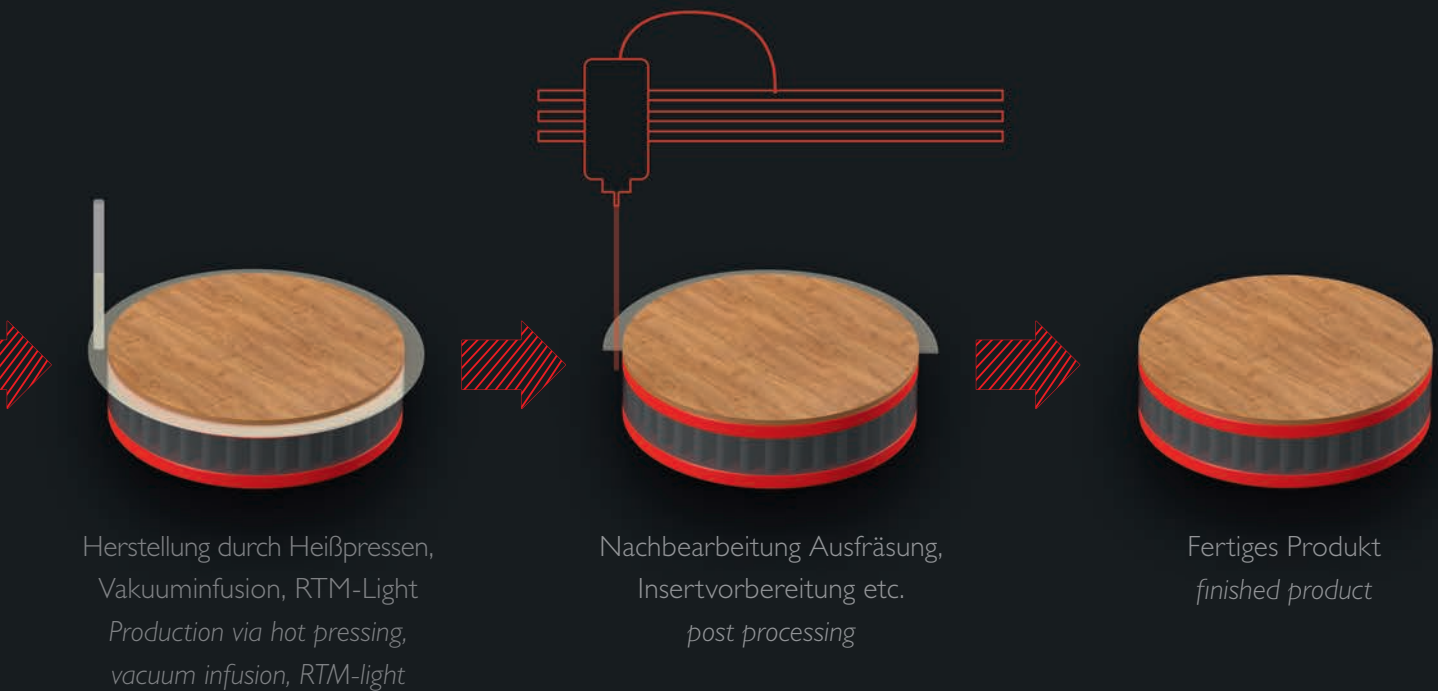 Herstellung durch Heißpressen,
Vakuuminfusion, RTM-Light
Production via hot pressing,
vacuum infusion, RTM-light
Nachbearbeitung Ausfräsung,
Insertvorbereitung etc.
post processing
Fertiges Produkt
finished product